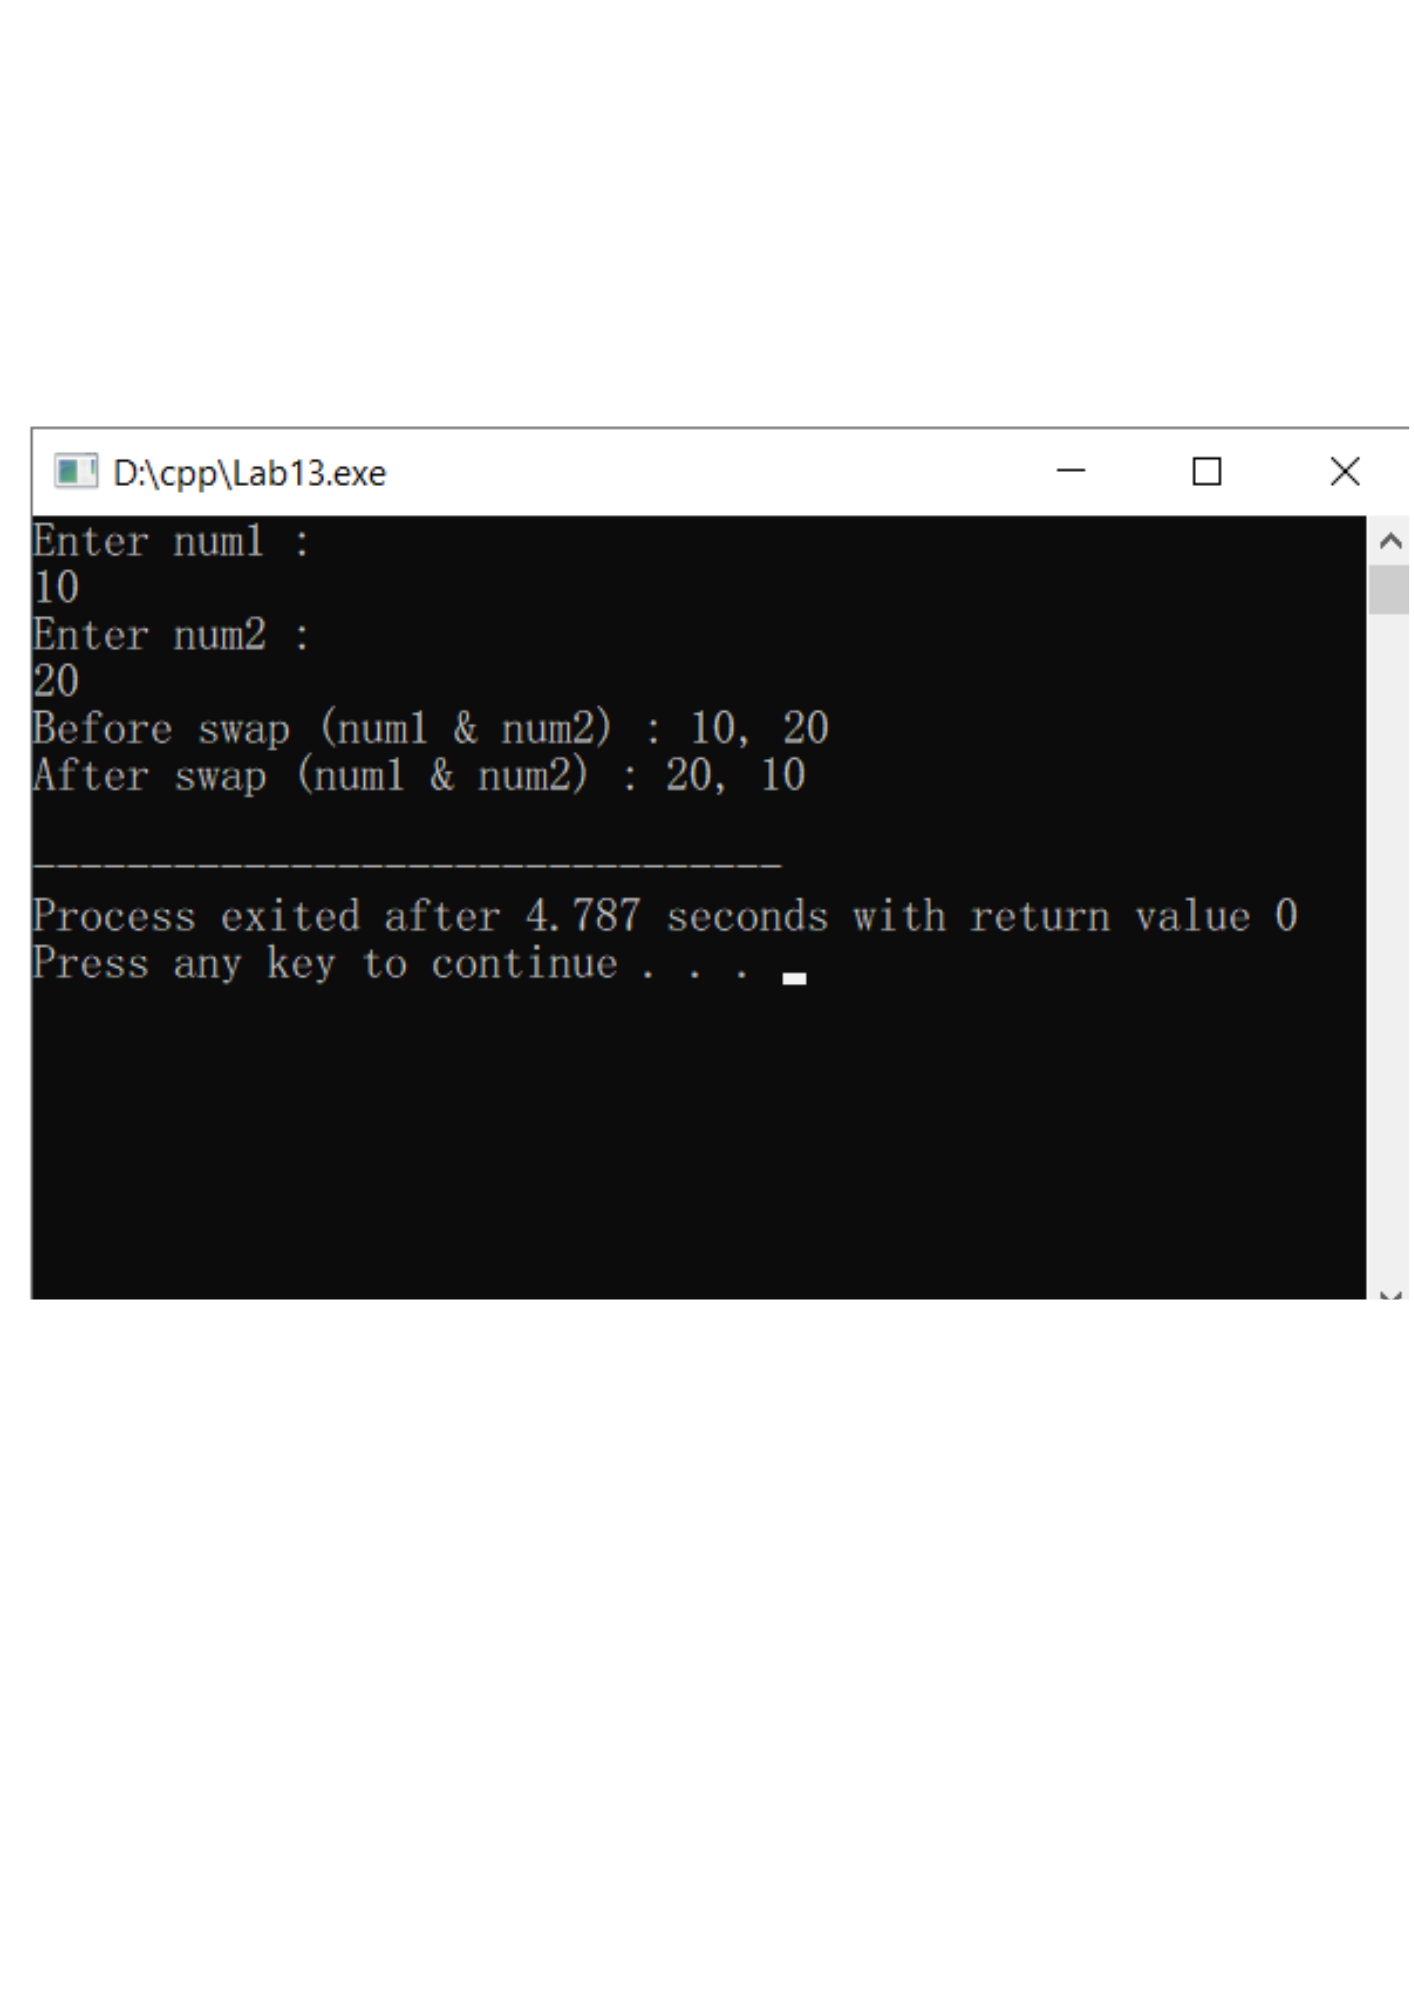 D:\cpp\Lab13.exe
Enter num1 :
10
Enter num2 :
20
Before swap (num1 & num2) : 10, 20
After swap (num1 & num2) : 20, 10
--------------------------------
Process exited after 4.787 seconds with return value 0
Press any key to continue . . .